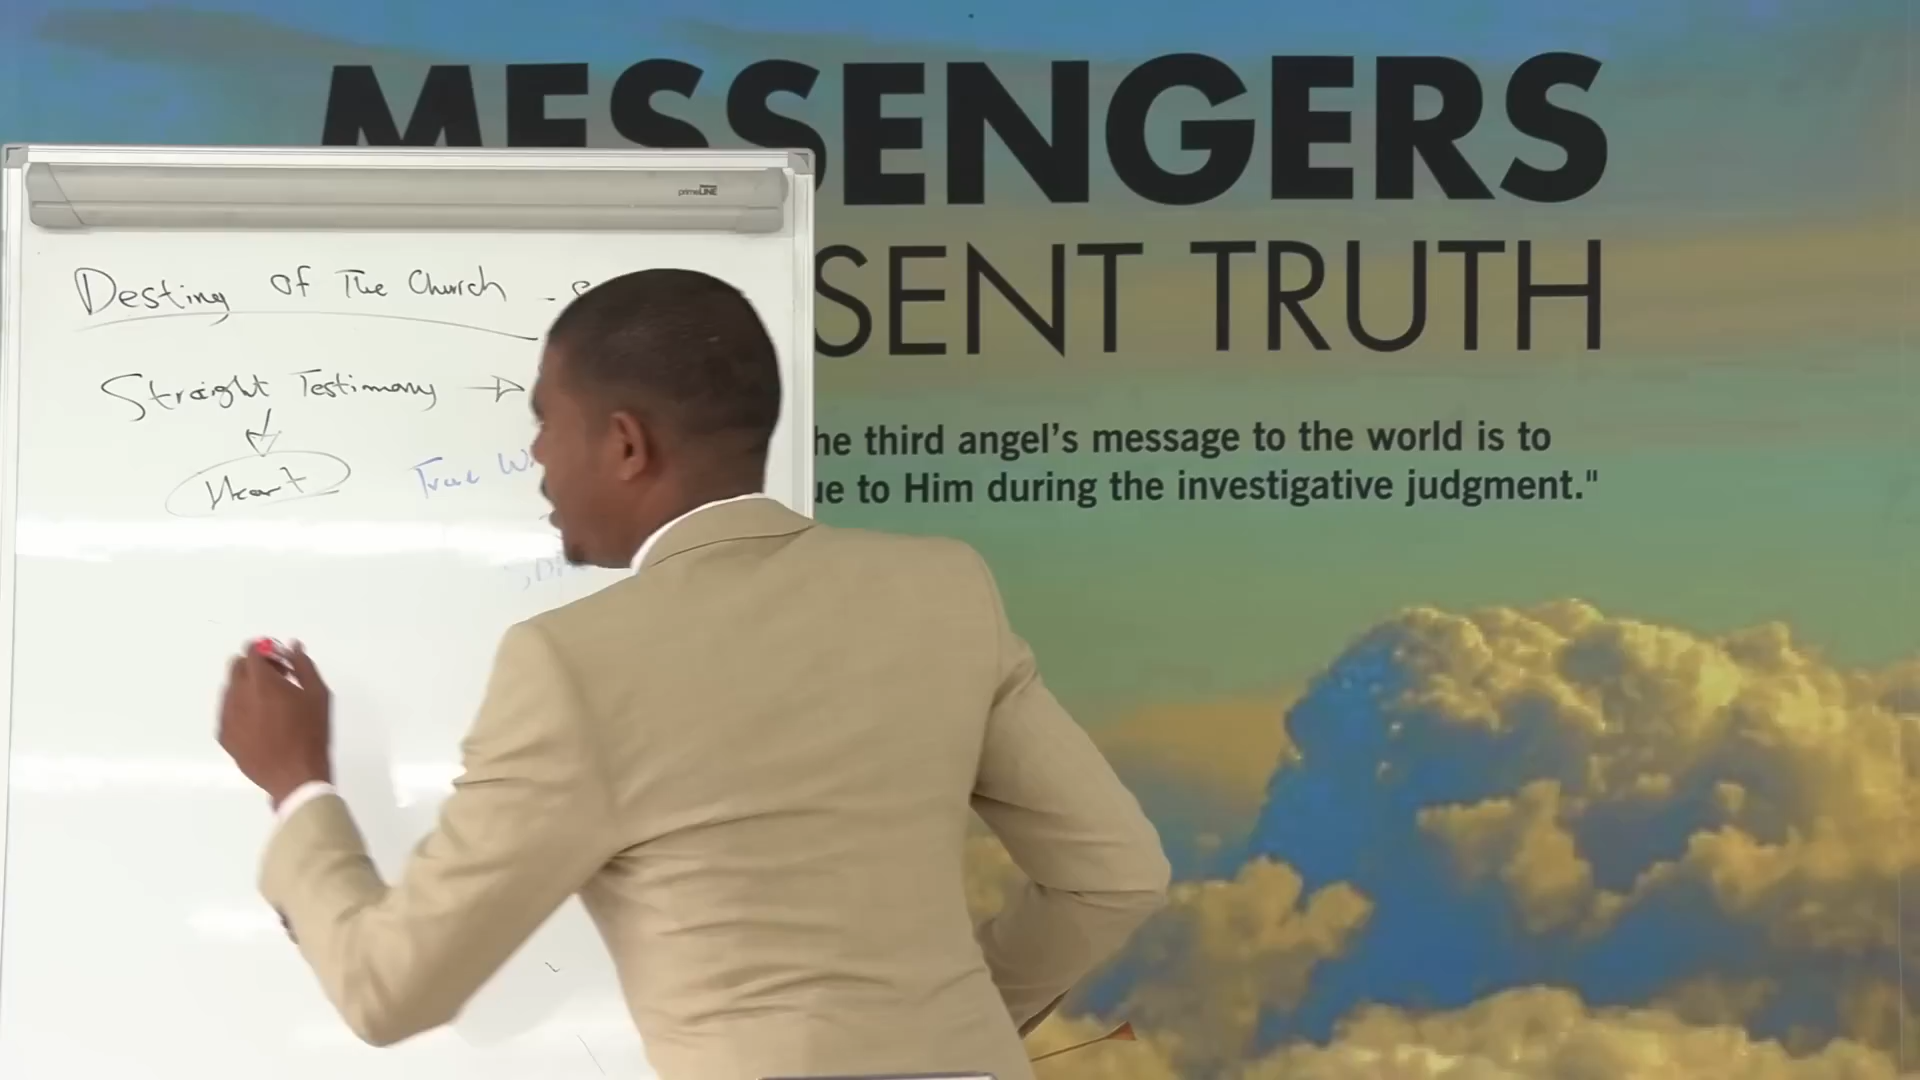 MESSENGERS
SENT TRUTH
he third angel's message to the world is to
ue to Him during the investigative judgment."
primeLINE
Destiny of The Church -
Straight Testimony →
Heart
True